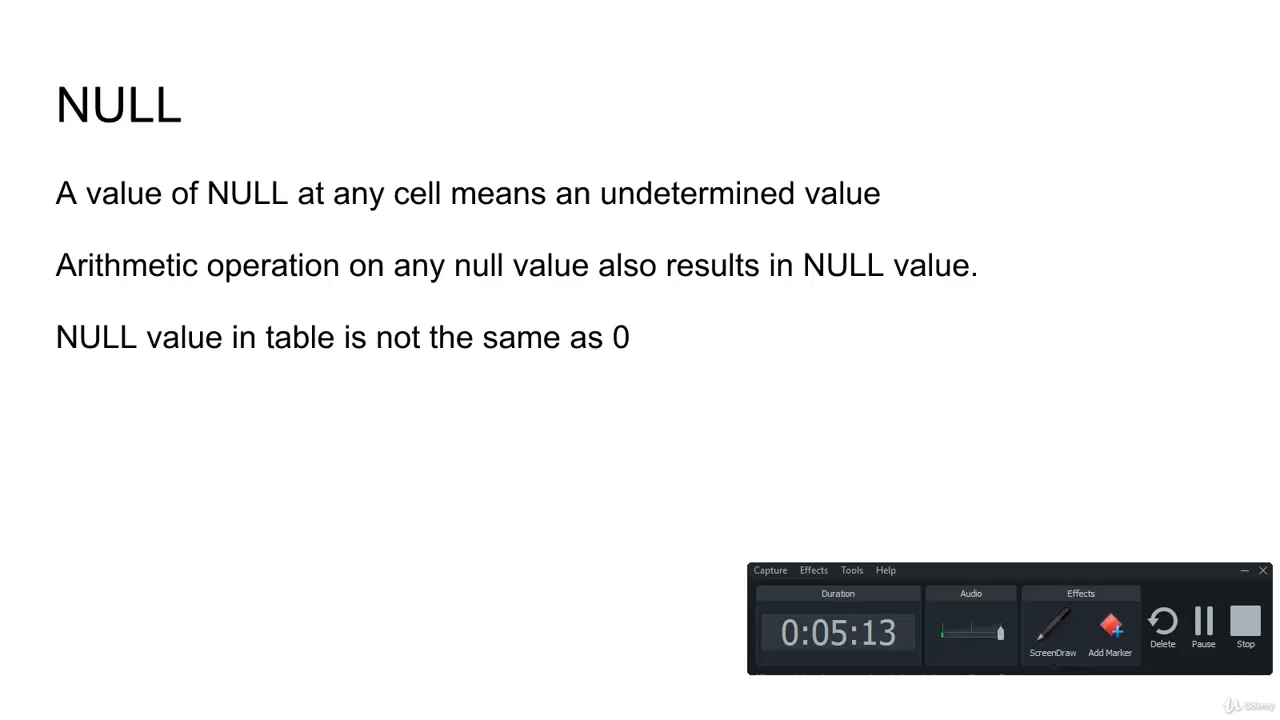 NULL
A value of NULL at any cell means an undetermined value
Arithmetic operation on any null value also results in NULL value.
NULL value in table is not the same as 0
Capture Effects Tools Help
Duration Audio Effects
0:05:13
ScreenDraw Add Marker Delete Pause Stop
Udemy